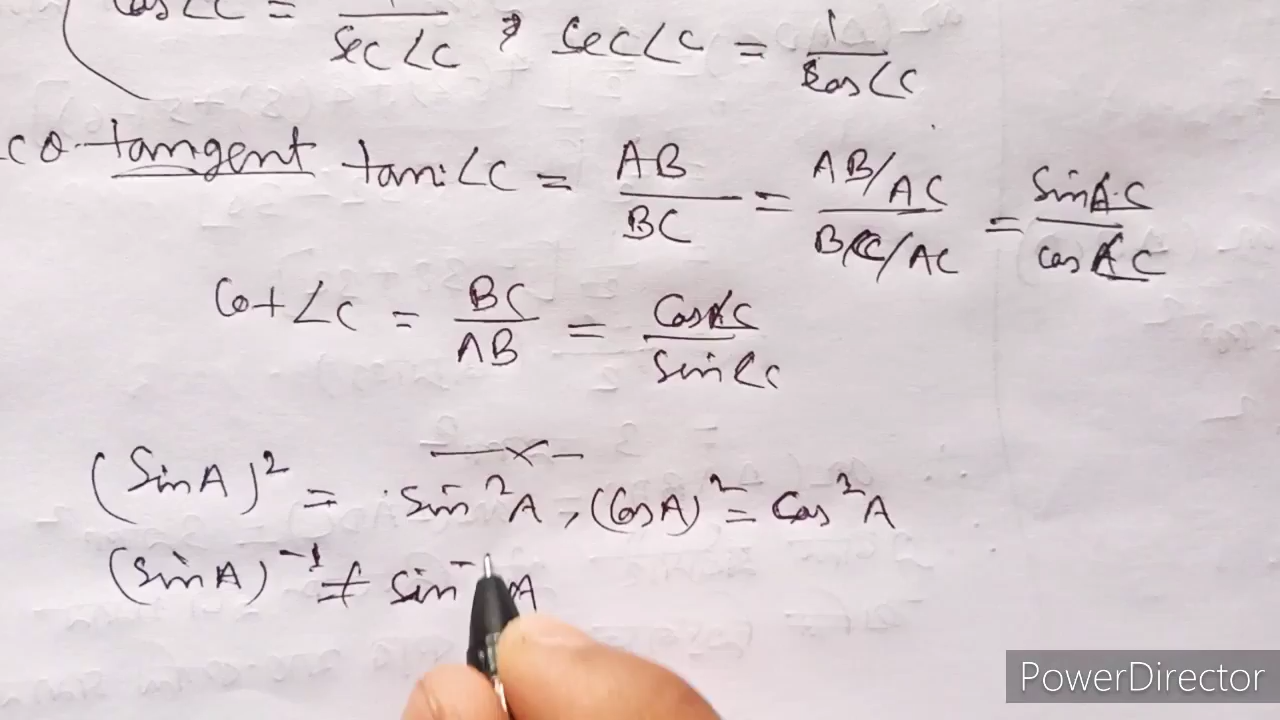 Cos∠C = 1/Sec∠C , Sec∠C = 1/Cos∠C
co-tangent tan∠C = AB/BC = AB/AC / BC/AC = Sin∠C/cos∠C
Cot∠C = BC/AB = Cos∠C/Sin∠C
(SinA)² = Sin²A, (CosA)² = Cos²A
(sinA)⁻¹ ≠ sin⁻ A
PowerDirector